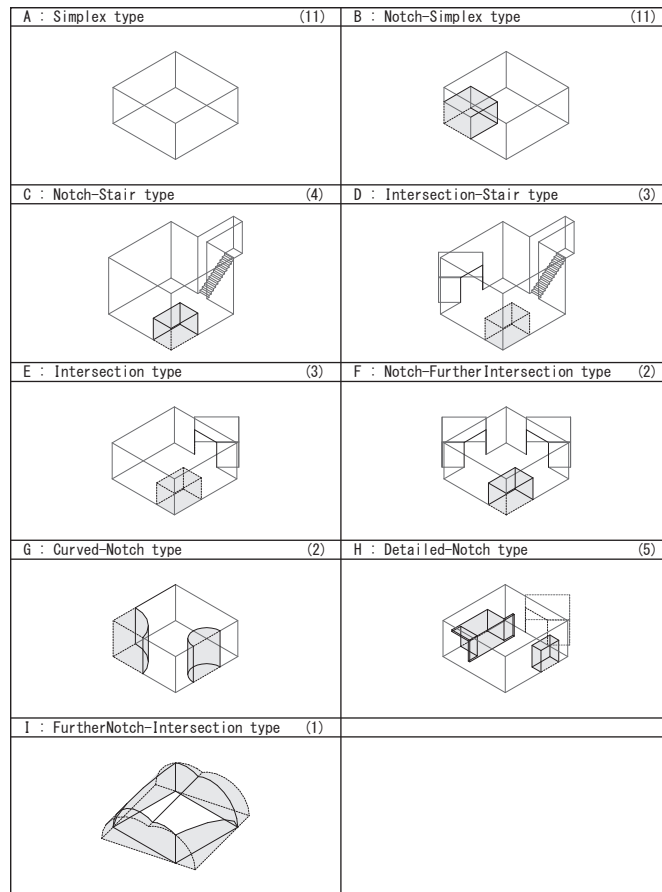 A : Simplex type (11)
B : Notch-Simplex type (11)
C : Notch-Stair type (4)
D : Intersection-Stair type (3)
E : Intersection type (3)
F : Notch-FurtherIntersection type (2)
G : Curved-Notch type (2)
H : Detailed-Notch type (5)
I : FurtherNotch-Intersection type (1)